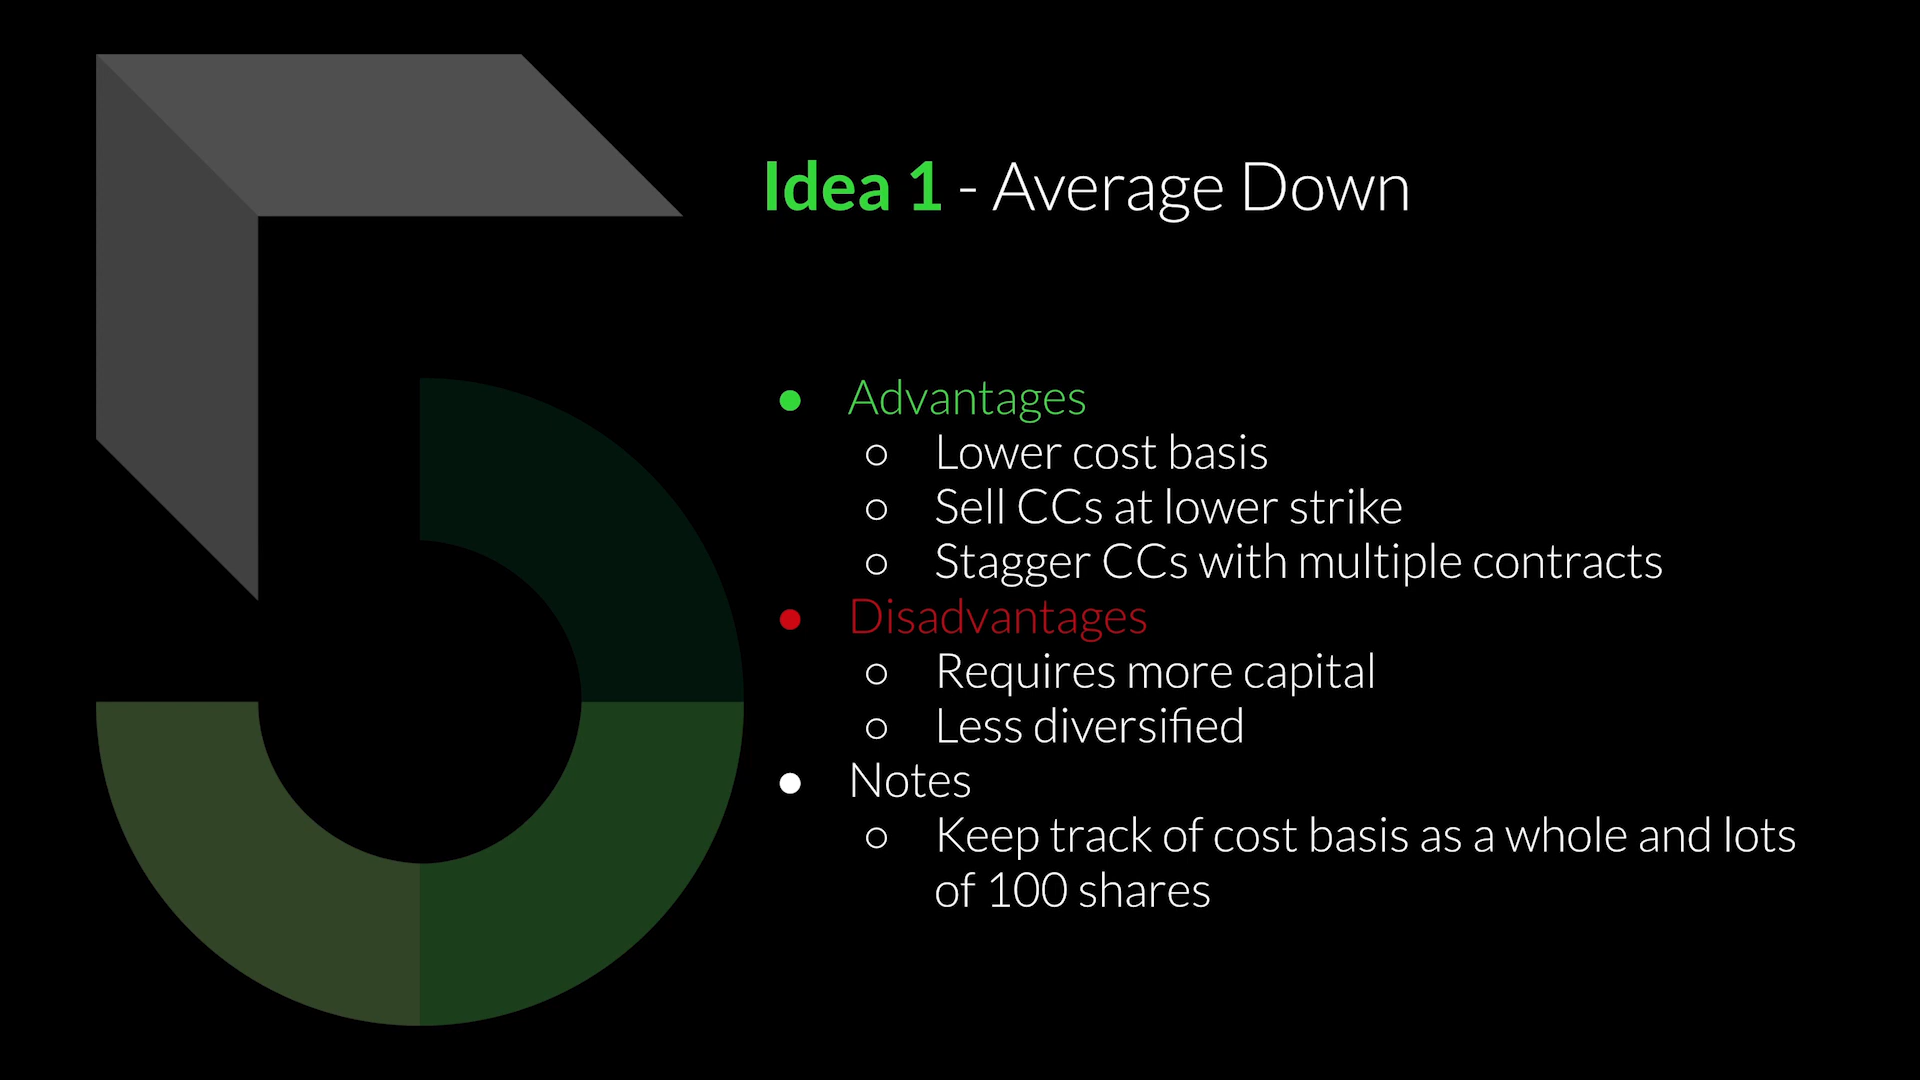 Idea 1 - Average Down
● Advantages
○ Lower cost basis
○ Sell CCs at lower strike
○ Stagger CCs with multiple contracts
● Disadvantages
○ Requires more capital
○ Less diversified
● Notes
○ Keep track of cost basis as a whole and lots
of 100 shares